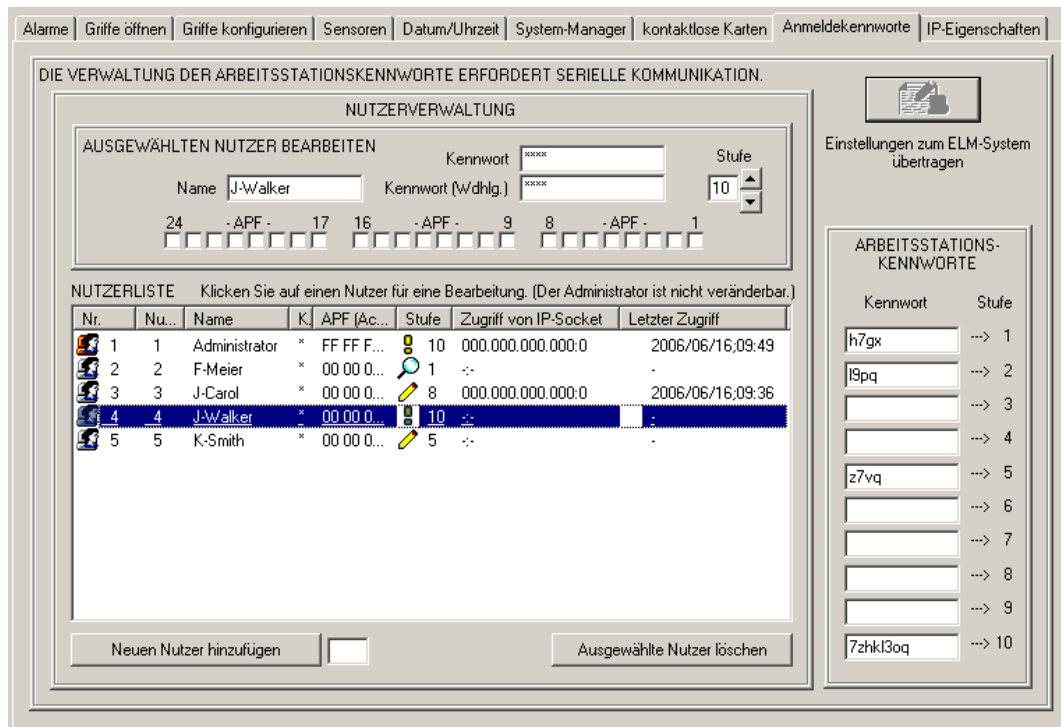 Alarme Griffe öffnen Griffe konfigurieren Sensoren Datum/Uhrzeit System-Manager kontaktlose Karten Anmeldekennworte IP-Eigenschaften
DIE VERWALTUNG DER ARBEITSSTATIONSKENNWORTE ERFORDERT SERIELLE KOMMUNIKATION.
NUTZERVERWALTUNG
AUSGEWÄHLTEN NUTZER BEARBEITEN
Kennwort ****
Stufe
Name J-Walker
Kennwort (Wdhlg.) ****
10
24 - APF - 17 16 - APF - 9 8 - APF - 1
NUTZERLISTE Klicken Sie auf einen Nutzer für eine Bearbeitung. (Der Administrator ist nicht veränderbar.)
Nr. Nu... Name K. APF (Ac... Stufe Zugriff von IP-Socket Letzter Zugriff
1 1 Administrator * FF FF F... 10 000.000.000.000:0 2006/06/16;09:49
2 2 F-Meier * 00 00 0... 1 -:- -
3 3 J-Carol * 00 00 0... 8 000.000.000.000:0 2006/06/16;09:36
4 4 J-Walker * 00 00 0... 10 -:- -
5 5 K-Smith * 00 00 0... 5 -:- -
Neuen Nutzer hinzufügen
Ausgewählte Nutzer löschen
Einstellungen zum ELM-System
übertragen
ARBEITSSTATIONS-
KENNWORTE
Kennwort Stufe
h7gx ---> 1
l9pq ---> 2
---> 3
---> 4
z7vq ---> 5
---> 6
---> 7
---> 8
---> 9
7zhkl3oq ---> 10